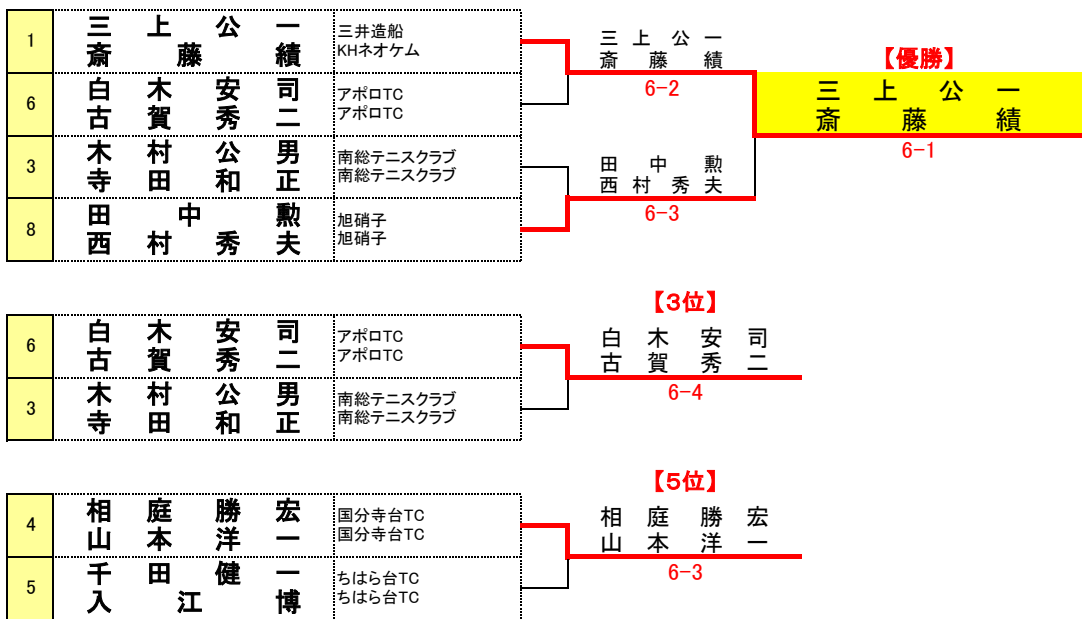 1 三上公一 三井造船
斎藤績 KHネオケム
6 白木安司 アポロTC
古賀秀二 アポロTC
3 木村公男 南総テニスクラブ
寺田和正 南総テニスクラブ
8 田中勲 旭硝子
西村秀夫 旭硝子
三上公一
斎藤績
6-2
田中勲
西村秀夫
6-3
【優勝】
三上公一
斎藤績
6-1
【3位】
6 白木安司 アポロTC
古賀秀二 アポロTC
3 木村公男 南総テニスクラブ
寺田和正 南総テニスクラブ
白木安司
古賀秀二
6-4
【5位】
4 相庭勝宏 国分寺台TC
山本洋一 国分寺台TC
5 千田健一 ちはら台TC
入江博 ちはら台TC
相庭勝宏
山本洋一
6-3